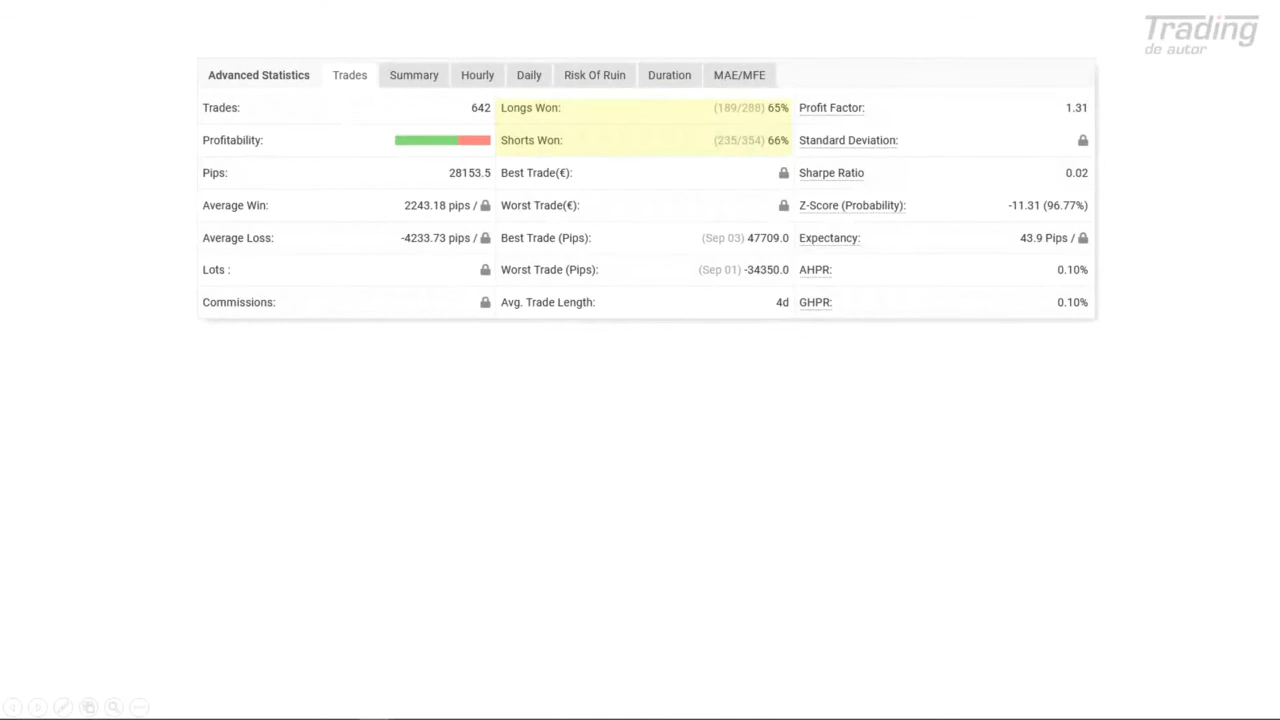 Trading
de autor
Advanced Statistics Trades Summary Hourly Daily Risk Of Ruin Duration MAE/MFE
Trades: 642 Longs Won: (189/288) 65% Profit Factor: 1.31
Profitability: Shorts Won: (235/354) 66% Standard Deviation:
Pips: 28153.5 Best Trade(€): Sharpe Ratio 0.02
Average Win: 2243.18 pips / Worst Trade(€): Z-Score (Probability): -11.31 (96.77%)
Average Loss: -4233.73 pips / Best Trade (Pips): (Sep 03) 47709.0 Expectancy: 43.9 Pips /
Lots : Worst Trade (Pips): (Sep 01) -34350.0 AHPR: 0.10%
Commissions: Avg. Trade Length: 4d GHPR: 0.10%